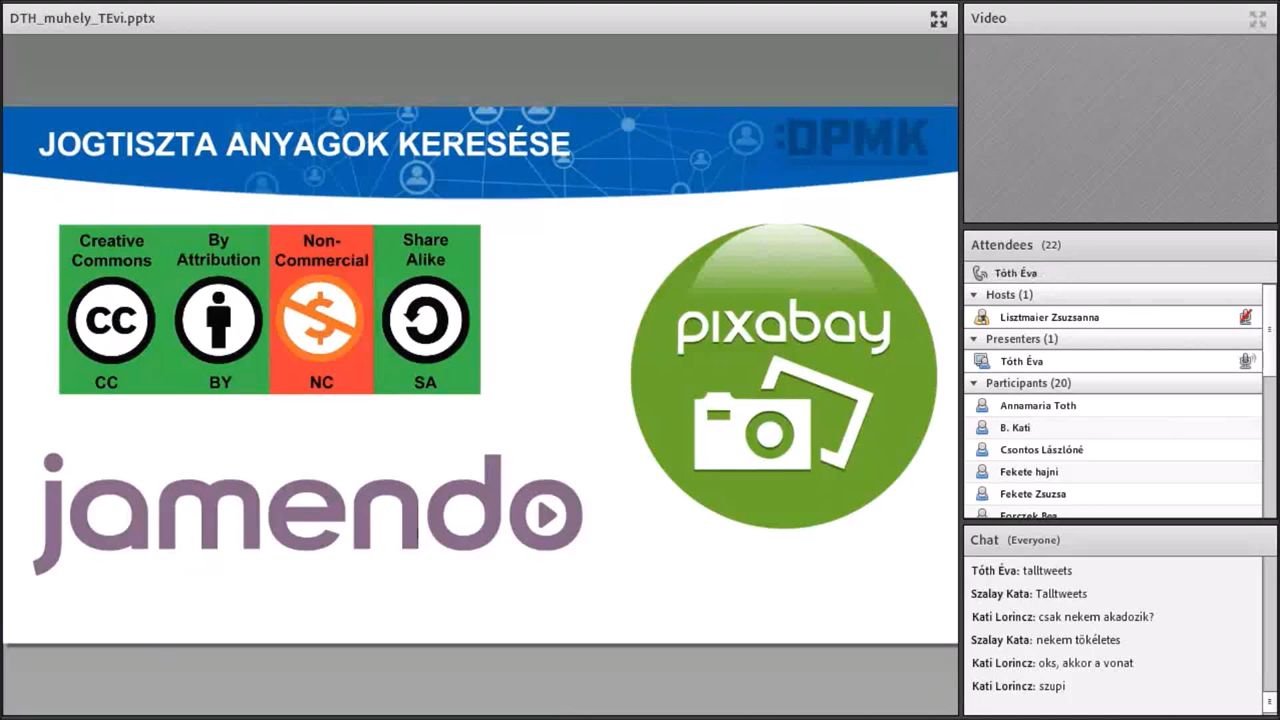 DTH_muhely_TEvi.pptx
JOGTISZTA ANYAGOK KERESÉSE
:DPMK
Creative
Commons
By
Attribution
Non-
Commercial
Share
Alike
cc
$
CC
BY
NC
SA
pixabay
jamendo
Video
Attendees (22)
Tóth Éva
Hosts (1)
Lisztmaier Zsuzsanna
Presenters (1)
Tóth Éva
Participants (20)
Annamaria Toth
B. Kati
Csontos Lászlóné
Fekete hajni
Fekete Zsuzsa
Forczek Bea
Chat (Everyone)
Tóth Éva: talltweets
Szalay Kata: Talltweets
Kati Lorincz: csak nekem akadozik?
Szalay Kata: nekem tökéletes
Kati Lorincz: oks, akkor a vonat
Kati Lorincz: szupi